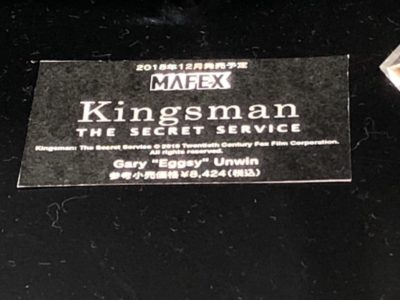 2018年12月発売予定
MAFEX
Kingsman
THE SECRET SERVICE
Kingsman: The Secret Service © 2018 Twentieth Century Fox Film Corporation.
All rights reserved.
Gary "Eggsy" Unwin
参考小売価格¥8,424(税込)